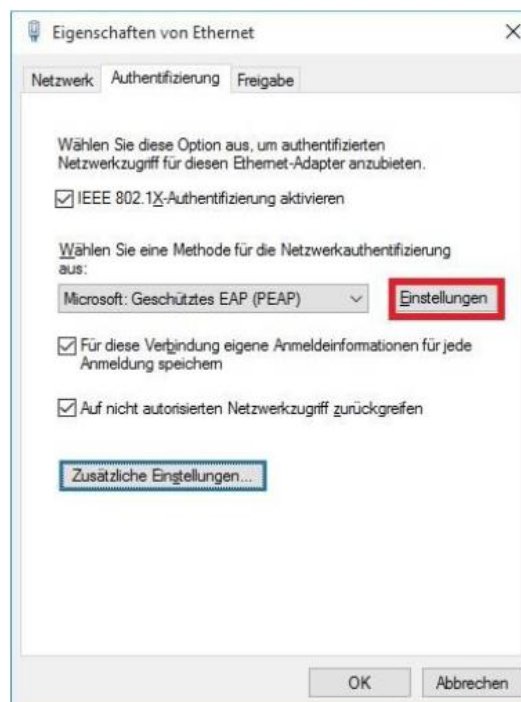 Eigenschaften von Ethernet
Netzwerk Authentifizierung Freigabe
Wählen Sie diese Option aus, um authentifizierten
Netzwerkzugriff für diesen Ethernet-Adapter anzubieten.
IEEE 802.1X-Authentifizierung aktivieren
Wählen Sie eine Methode für die Netzwerkauthentifizierung
aus:
Microsoft: Geschütztes EAP (PEAP) Einstellungen
Für diese Verbindung eigene Anmeldeinformationen für jede
Anmeldung speichern
Auf nicht autorisierten Netzwerkzugriff zurückgreifen
Zusätzliche Einstellungen...
OK Abbrechen